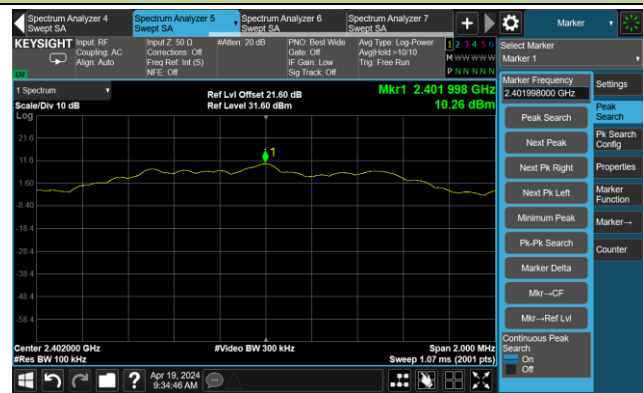 Spectrum Analyzer 4
Swept SA
Spectrum Analyzer 5
Swept SA
Spectrum Analyzer 6
Swept SA
Spectrum Analyzer 7
Swept SA
+
Marker
KEYSIGHT
Input: RF
Coupling: AC
Align: Auto
Input Z: 50 Ω
Corrections: Off
Freq Ref: Int (S)
NFE: Off
#Atten: 20 dB
PNO: Best Wide
Gate: Off
IF Gain: Low
Sig Track: Off
Avg Type: Log-Power
Avg|Hold:>10/10
Trig: Free Run
1 2 3 4 5 6
M W W W W W
P N N N N N
LVI
Select Marker
Marker 1
1 Spectrum
Scale/Div 10 dB
Log
Ref Lvl Offset 21.60 dB
Ref Level 31.60 dBm
Mkr1 2.401 998 GHz
10.26 dBm
1
21.6
11.6
1.60
-8.40
-18.4
-28.4
-38.4
-48.4
-58.4
Center 2.402000 GHz
#Res BW 100 kHz
#Video BW 300 kHz
Span 2.000 MHz
Sweep 1.07 ms (2001 pts)
Marker Frequency
2.401998000 GHz
Peak Search
Next Peak
Next Pk Right
Next Pk Left
Minimum Peak
Pk-Pk Search
Marker Delta
Mkr→CF
Mkr→Ref Lvl
Continuous Peak
Search
On
Off
Settings
Peak
Search
Pk Search
Config
Properties
Marker
Function
Marker→
Counter
?
Apr 19, 2024
9:34:46 AM